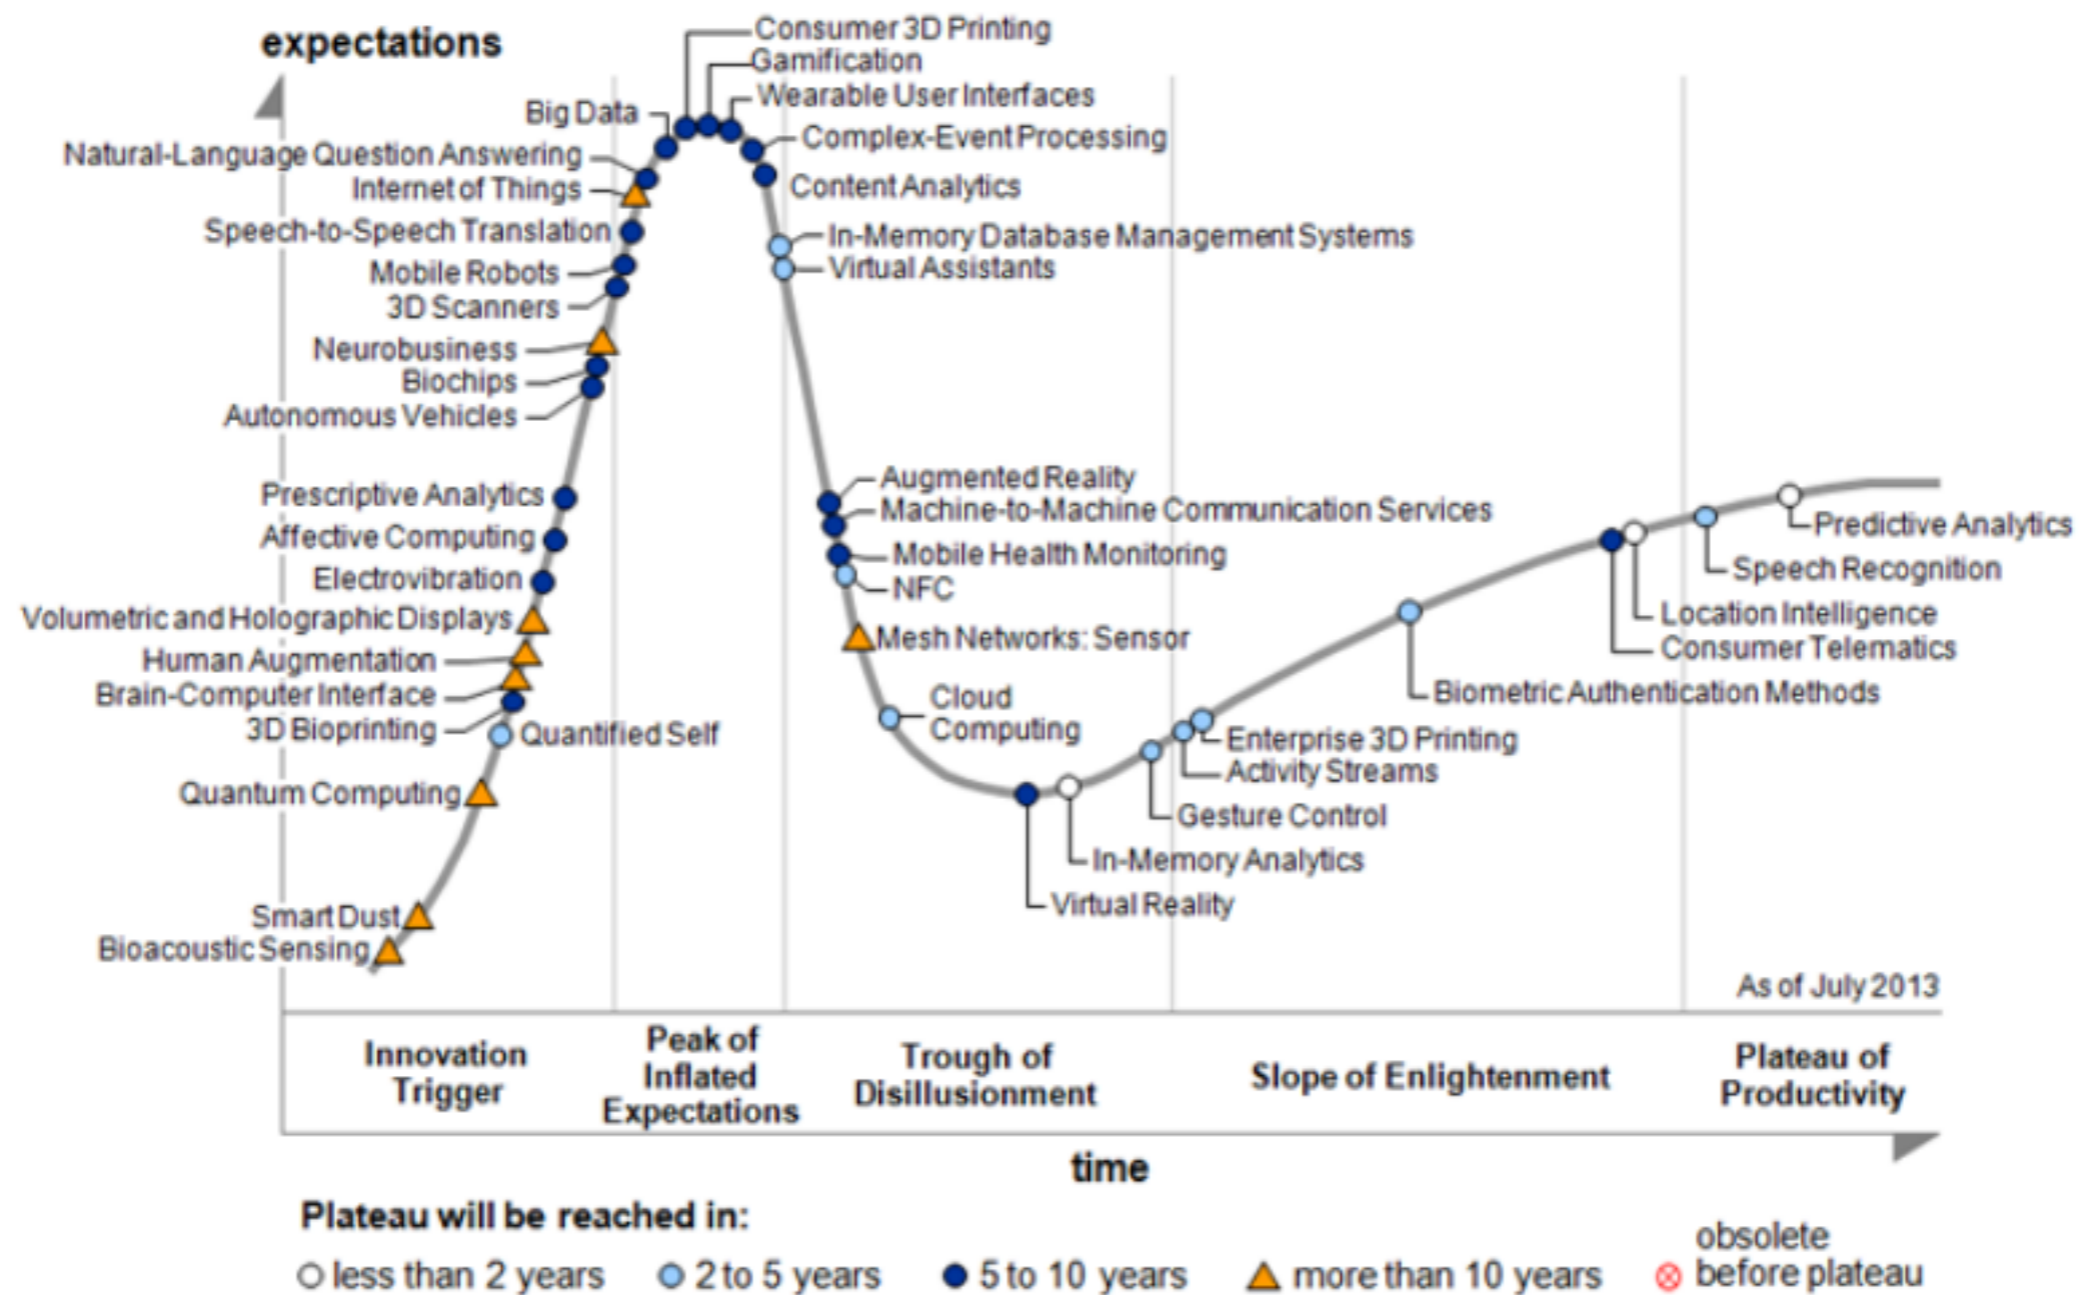 expectations
Consumer 3D Printing
Gamification
Wearable User Interfaces
Big Data
Complex-Event Processing
Natural-Language Question Answering
Content Analytics
Internet of Things
Speech-to-Speech Translation
In-Memory Database Management Systems
Virtual Assistants
Mobile Robots
3D Scanners
Neurobusiness
Biochips
Autonomous Vehicles
Augmented Reality
Prescriptive Analytics
Machine-to-Machine Communication Services
Affective Computing
Mobile Health Monitoring
Electrovibration
NFC
Volumetric and Holographic Displays
Mesh Networks: Sensor
Human Augmentation
Brain-Computer Interface
3D Bioprinting
Quantified Self
Cloud
Computing
Quantum Computing
Smart Dust
Bioacoustic Sensing
Predictive Analytics
Speech Recognition
Location Intelligence
Consumer Telematics
Biometric Authentication Methods
Enterprise 3D Printing
Activity Streams
Gesture Control
In-Memory Analytics
Virtual Reality
As of July 2013
Innovation
Trigger
Peak of
Inflated
Expectations
Trough of
Disillusionment
Slope of Enlightenment
Plateau of
Productivity
time
Plateau will be reached in:
less than 2 years
2 to 5 years
5 to 10 years
more than 10 years
obsolete
before plateau